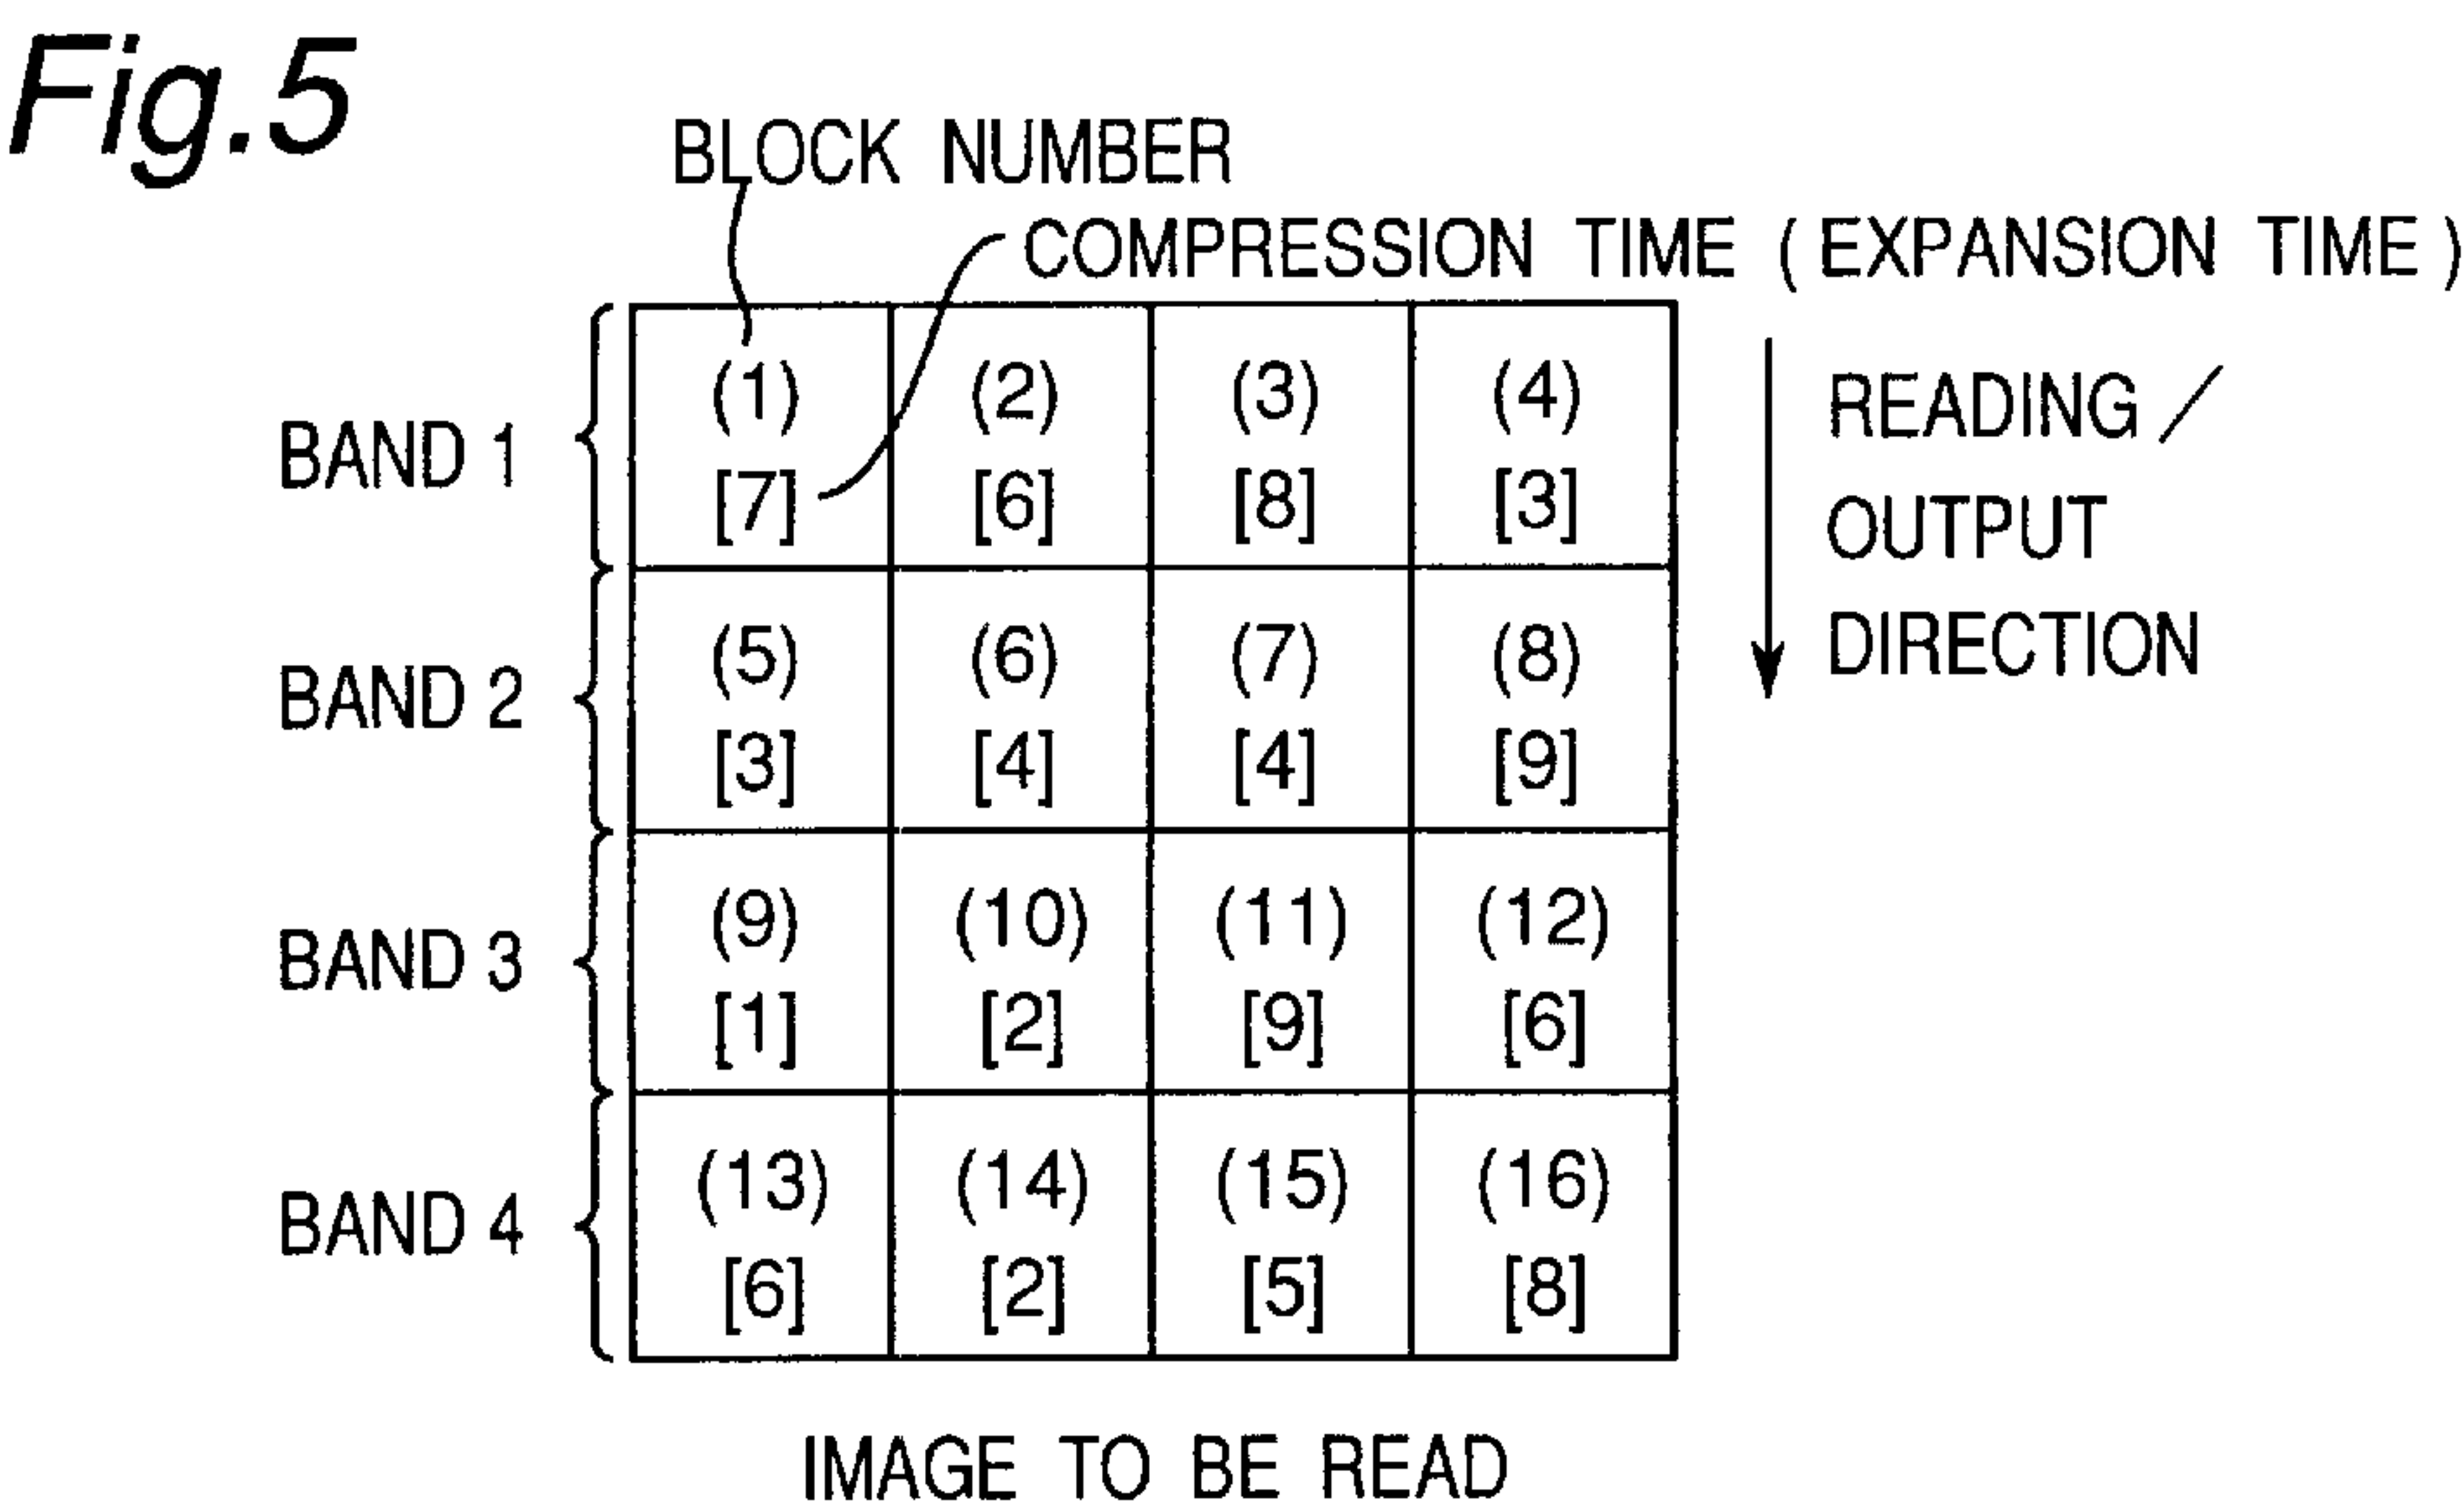 Fig.5
BLOCK NUMBER
COMPRESSION TIME (EXPANSION TIME)
BAND 1
(1) (2) (3) (4)
[7] [6] [8] [3]
READING/
OUTPUT
DIRECTION
BAND 2
(5) (6) (7) (8)
[3] [4] [4] [9]
BAND 3
(9) (10) (11) (12)
[1] [2] [9] [6]
BAND 4
(13) (14) (15) (16)
[6] [2] [5] [8]
IMAGE TO BE READ